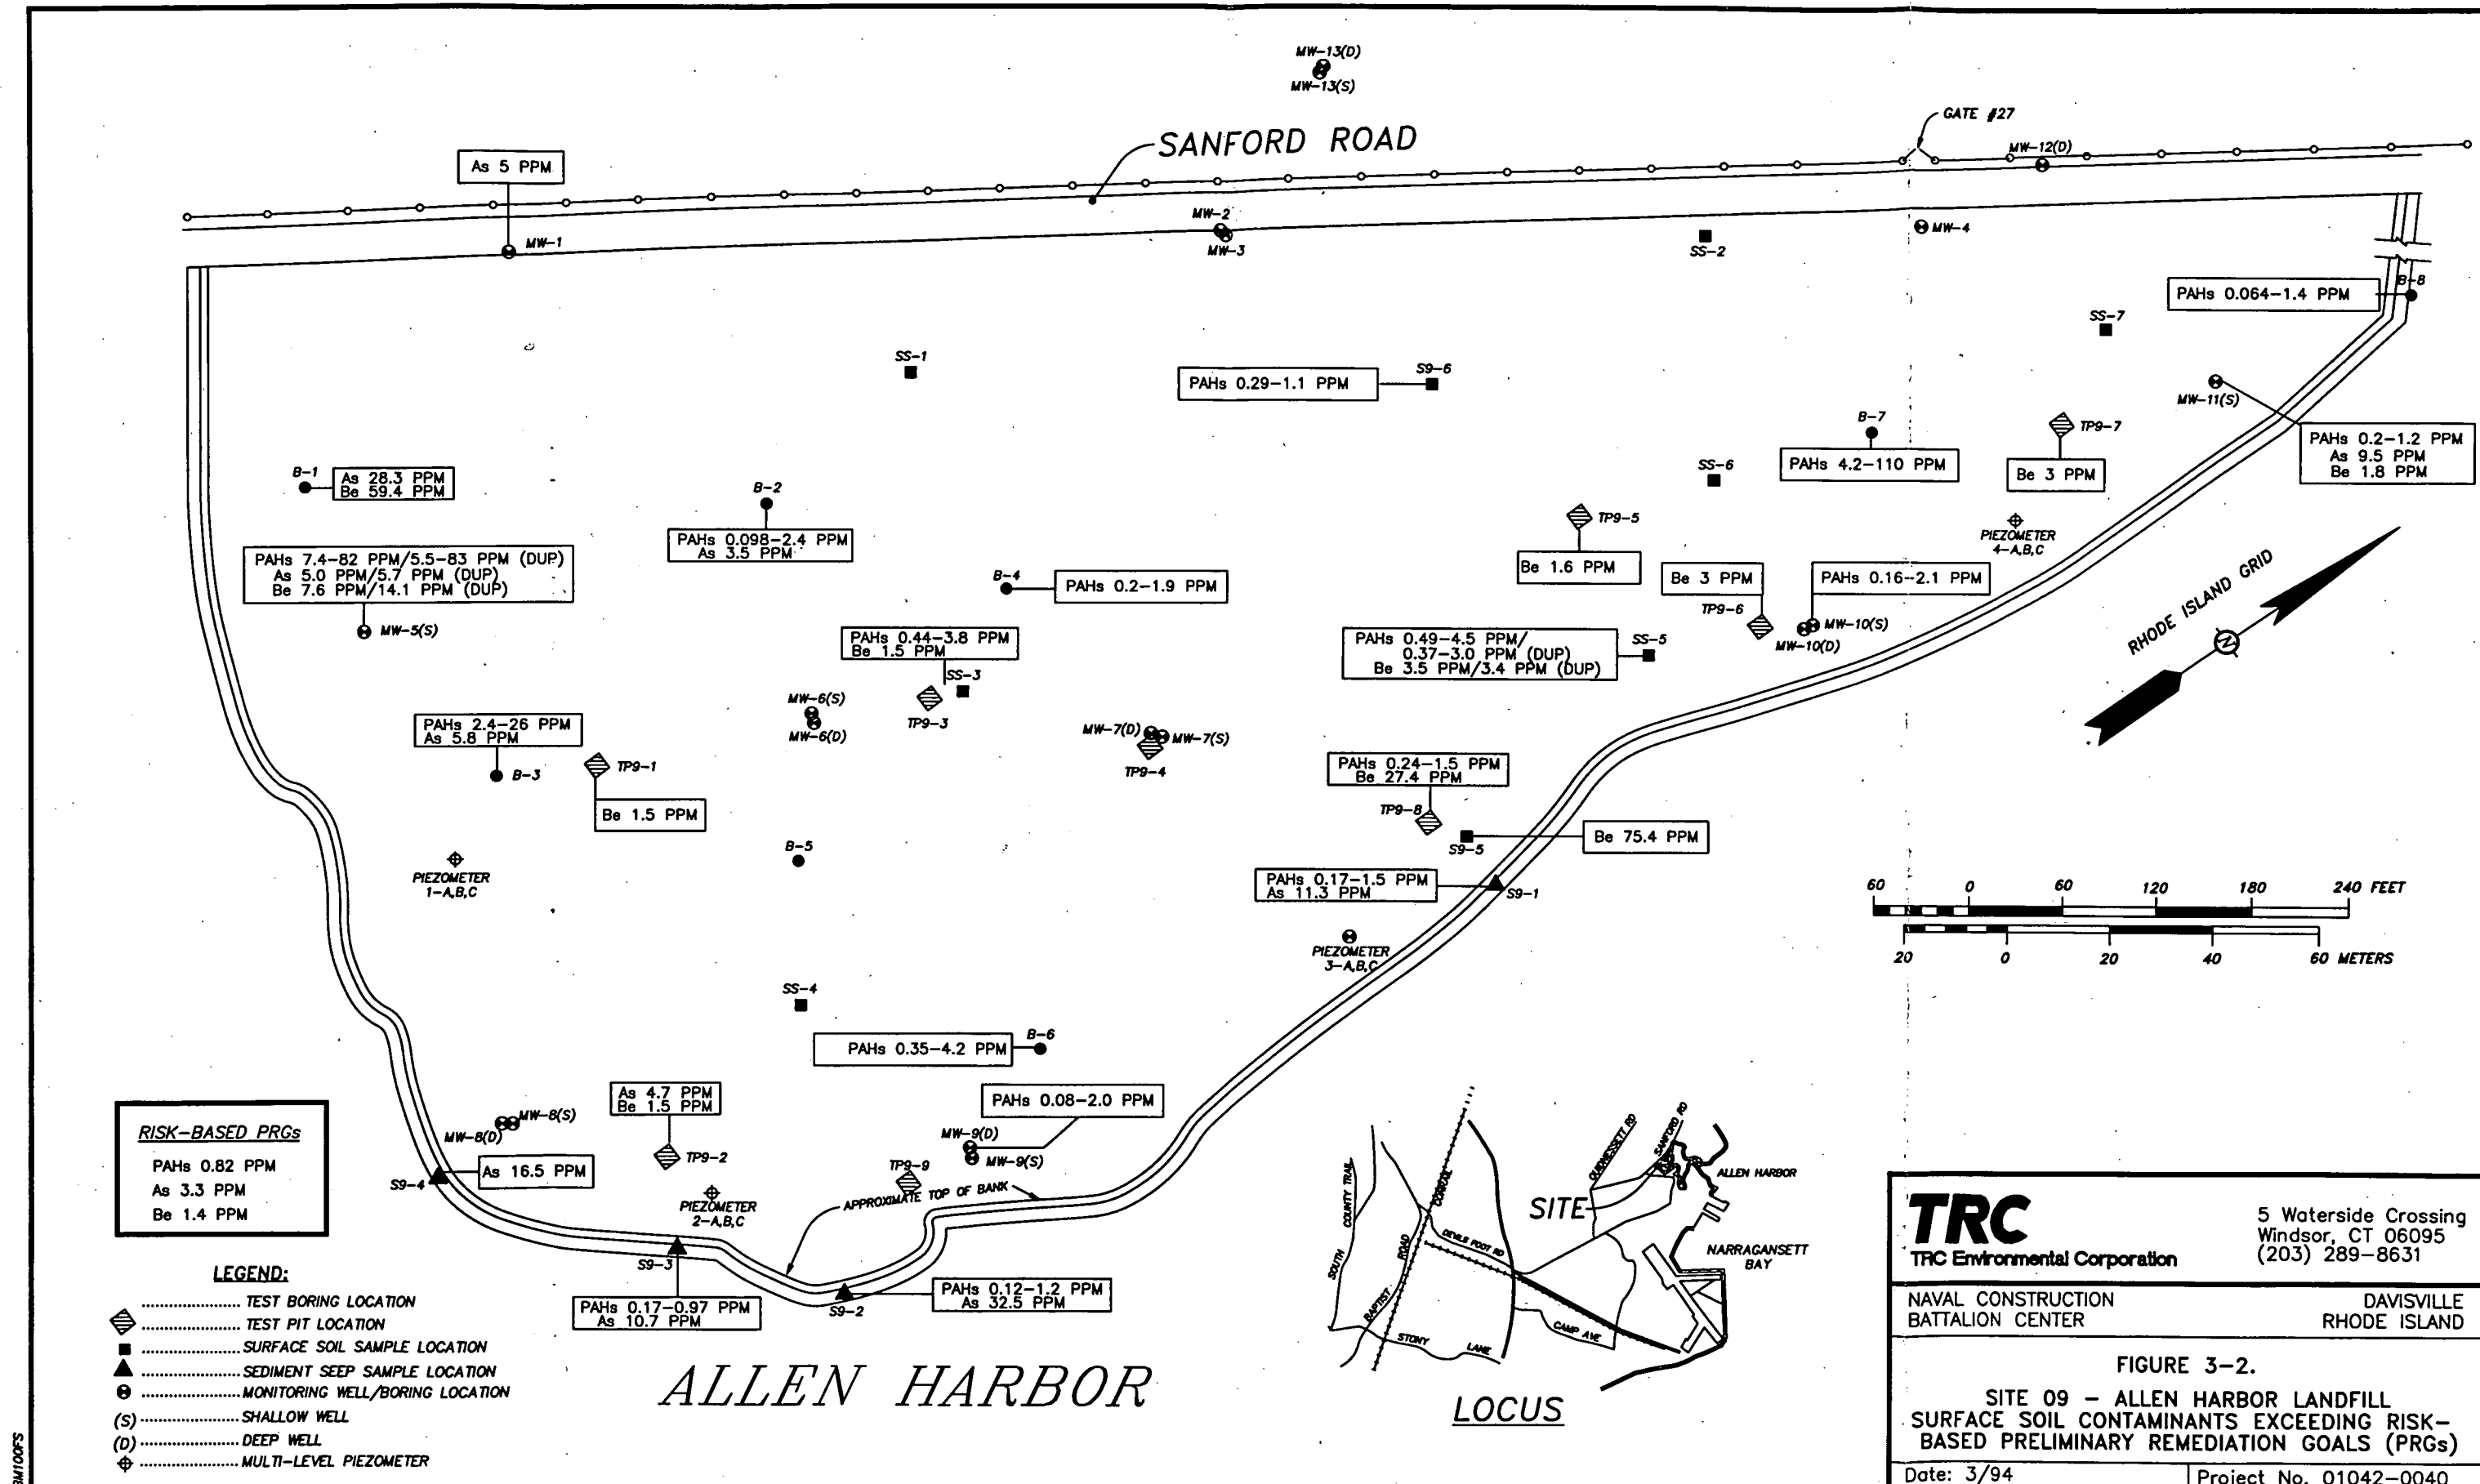 MW-13(D)
MW-13(S)
SANFORD ROAD
GATE #27
MW-12(D)
As 5 PPM
MW-1
MW-2
MW-3
SS-2
MW-4
B-8
PAHs 0.064-1.4 PPM
SS-7
SS-1
PAHs 0.29-1.1 PPM
S9-6
MW-11(S)
PAHs 0.2-1.2 PPM
As 9.5 PPM
Be 1.8 PPM
B-7
PAHs 4.2-110 PPM
TP9-7
Be 3 PPM
SS-6
B-1
As 28.3 PPM
Be 59.4 PPM
B-2
PAHs 0.098-2.4 PPM
As 3.5 PPM
TP9-5
Be 1.6 PPM
PIEZOMETER
4-A,B,C
PAHs 7.4-82 PPM/5.5-83 PPM (DUP)
As 5.0 PPM/5.7 PPM (DUP)
Be 7.6 PPM/14.1 PPM (DUP)
MW-5(S)
B-4
PAHs 0.2-1.9 PPM
Be 3 PPM
TP9-6
PAHs 0.16-2.1 PPM
MW-10(S)
MW-10(D)
RHODE ISLAND GRID
N
PAHs 0.44-3.8 PPM
Be 1.5 PPM
SS-3
TP9-3
PAHs 0.49-4.5 PPM/
0.37-3.0 PPM (DUP)
Be 3.5 PPM/3.4 PPM (DUP)
SS-5
MW-6(S)
MW-6(D)
MW-7(D)
MW-7(S)
TP9-4
PAHs 2.4-26 PPM
As 5.8 PPM
B-3
TP9-1
Be 1.5 PPM
PAHs 0.24-1.5 PPM
Be 27.4 PPM
TP9-8
S9-5
Be 75.4 PPM
B-5
PIEZOMETER
1-A,B,C
PAHs 0.17-1.5 PPM
As 11.3 PPM
S9-1
PIEZOMETER
3-A,B,C
60 0 60 120 180 240 FEET
20 0 20 40 60 METERS
SS-4
PAHs 0.35-4.2 PPM
B-6
As 4.7 PPM
Be 1.5 PPM
TP9-2
PAHs 0.08-2.0 PPM
MW-9(D)
MW-9(S)
TP9-9
MW-8(S)
MW-8(D)
As 16.5 PPM
S9-4
PIEZOMETER
2-A,B,C
APPROXIMATE TOP OF BANK
S9-3
PAHs 0.17-0.97 PPM
As 10.7 PPM
S9-2
PAHs 0.12-1.2 PPM
As 32.5 PPM
RISK-BASED PRGs
PAHs 0.82 PPM
As 3.3 PPM
Be 1.4 PPM
LEGEND:
TEST BORING LOCATION
TEST PIT LOCATION
SURFACE SOIL SAMPLE LOCATION
SEDIMENT SEEP SAMPLE LOCATION
MONITORING WELL/BORING LOCATION
(S) SHALLOW WELL
(D) DEEP WELL
MULTI-LEVEL PIEZOMETER
ALLEN HARBOR
QUIDNESSETT RD
SANFORD RD
ALLEN HARBOR
SITE
SOUTH COUNTY TRAIL
BAPTIST ROAD
CONRAIL
DEVILS FOOT RD
CAMP AVE
STONY LANE
NARRAGANSETT
BAY
LOCUS
TRC
TRC Environmental Corporation
5 Waterside Crossing
Windsor, CT 06095
(203) 289-8631
NAVAL CONSTRUCTION
BATTALION CENTER
DAVISVILLE
RHODE ISLAND
FIGURE 3-2.
SITE 09 - ALLEN HARBOR LANDFILL
SURFACE SOIL CONTAMINANTS EXCEEDING RISK-
BASED PRELIMINARY REMEDIATION GOALS (PRGs)
Date: 3/94
Project No. 01042-0040